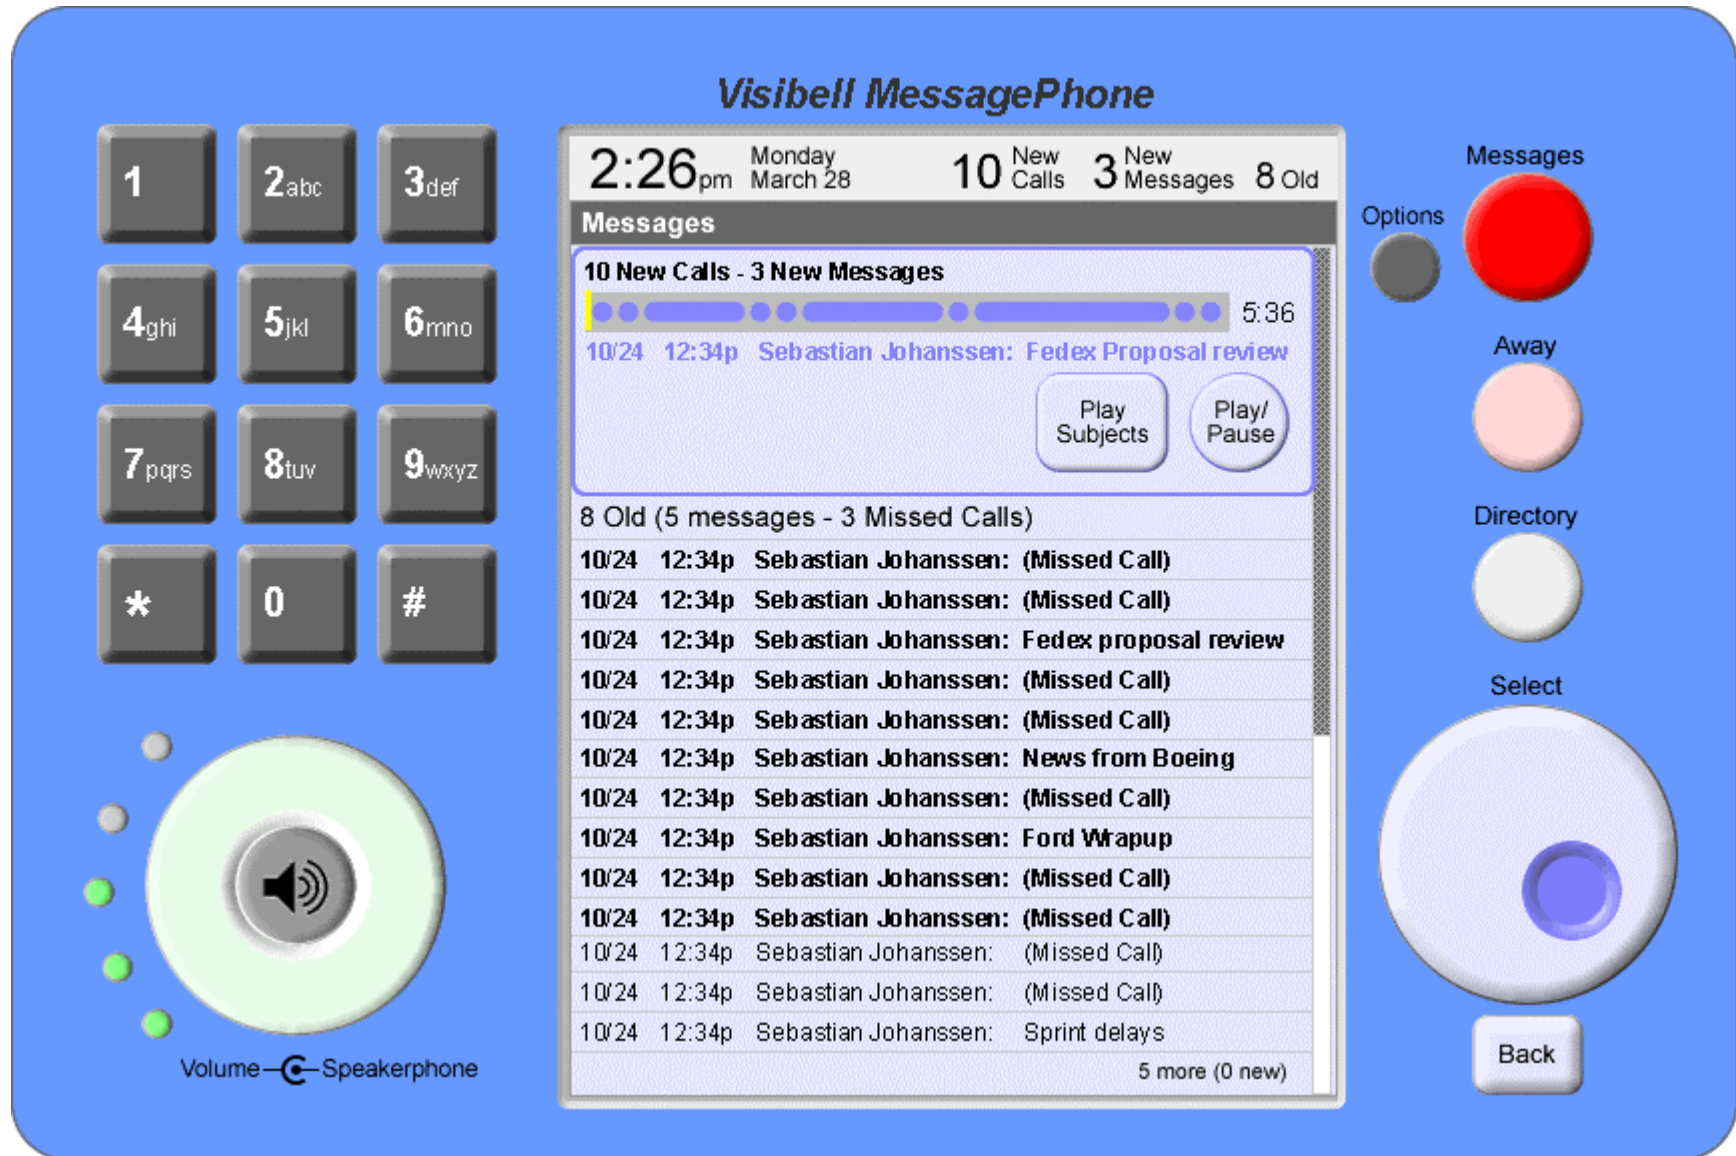 Visibell MessagePhone
1
2abc
3def
4ghi
5jkl
6mno
7pqrs
8tuv
9wxyz
*
0
#
Volume Speakerphone
2:26pm Monday March 28 10 New Calls 3 New Messages 8 Old
Messages
10 New Calls - 3 New Messages
5:36
10/24 12:34p Sebastian Johanssen: Fedex Proposal review
Play Subjects
Play/ Pause
8 Old (5 messages - 3 Missed Calls)
10/24 12:34p Sebastian Johanssen: (Missed Call)
10/24 12:34p Sebastian Johanssen: (Missed Call)
10/24 12:34p Sebastian Johanssen: Fedex proposal review
10/24 12:34p Sebastian Johanssen: (Missed Call)
10/24 12:34p Sebastian Johanssen: (Missed Call)
10/24 12:34p Sebastian Johanssen: News from Boeing
10/24 12:34p Sebastian Johanssen: (Missed Call)
10/24 12:34p Sebastian Johanssen: Ford Wrapup
10/24 12:34p Sebastian Johanssen: (Missed Call)
10/24 12:34p Sebastian Johanssen: (Missed Call)
10/24 12:34p Sebastian Johanssen: (Missed Call)
10/24 12:34p Sebastian Johanssen: (Missed Call)
10/24 12:34p Sebastian Johanssen: Sprint delays
5 more (0 new)
Messages
Options
Away
Directory
Select
Back